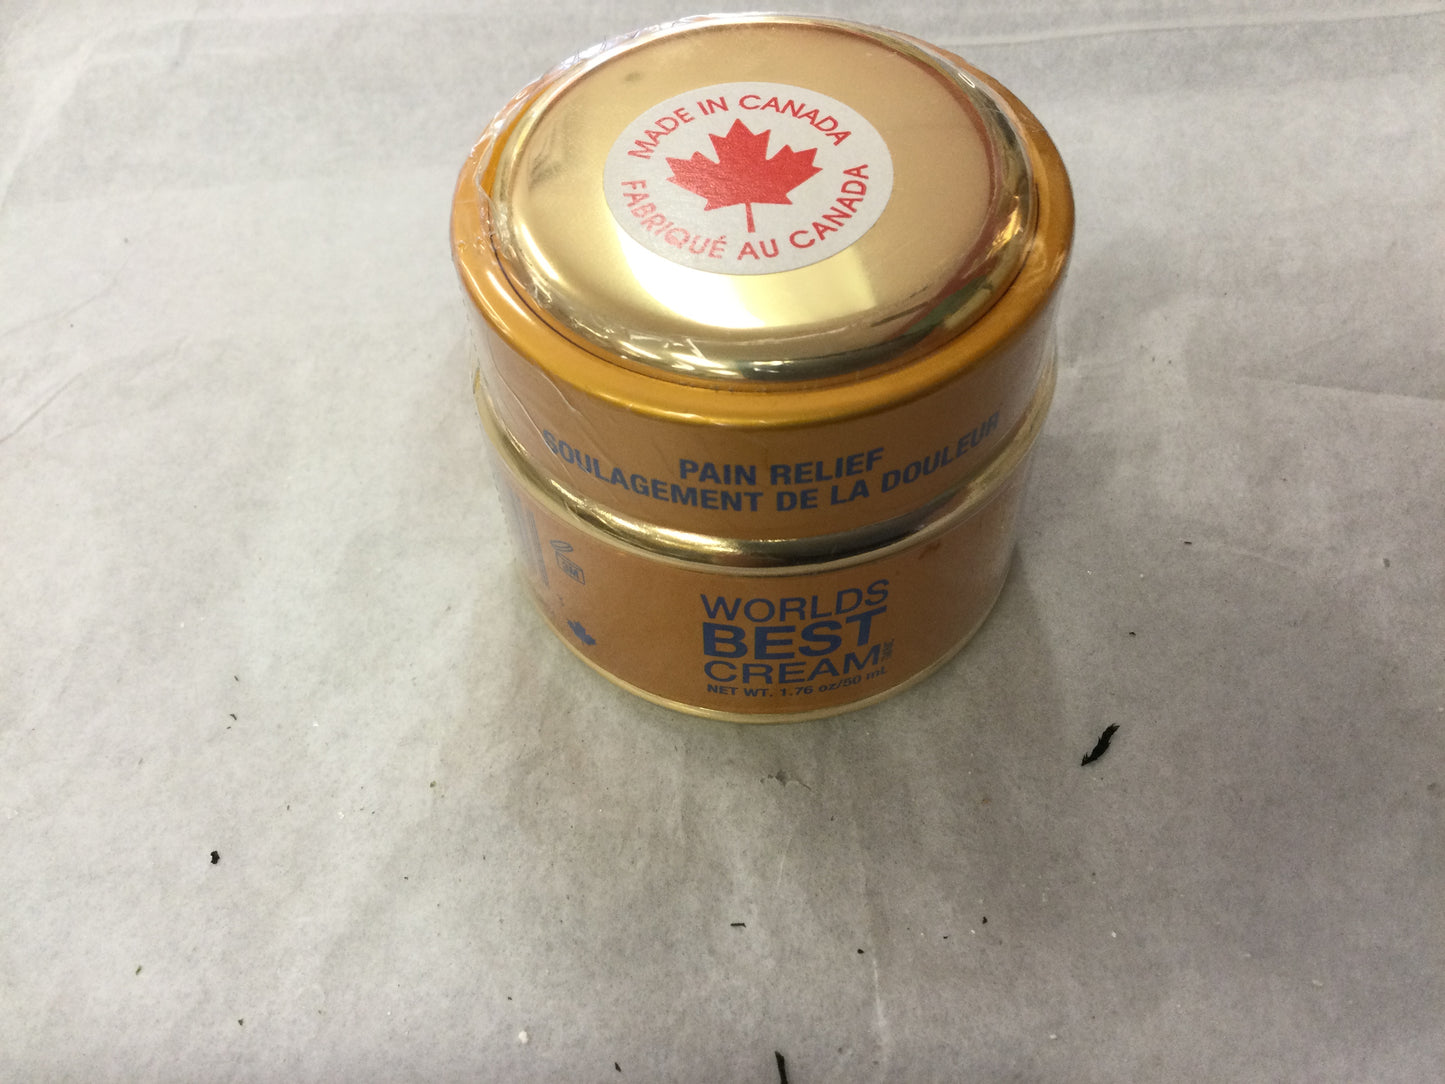 MADE IN CANADA
FABRIQUÉ AU CANADA
PAIN RELIEF
SOULAGEMENT DE LA DOULEUR
3M
WORLDS
BEST
CREAM
NET WT. 1.76 oz/50 mL